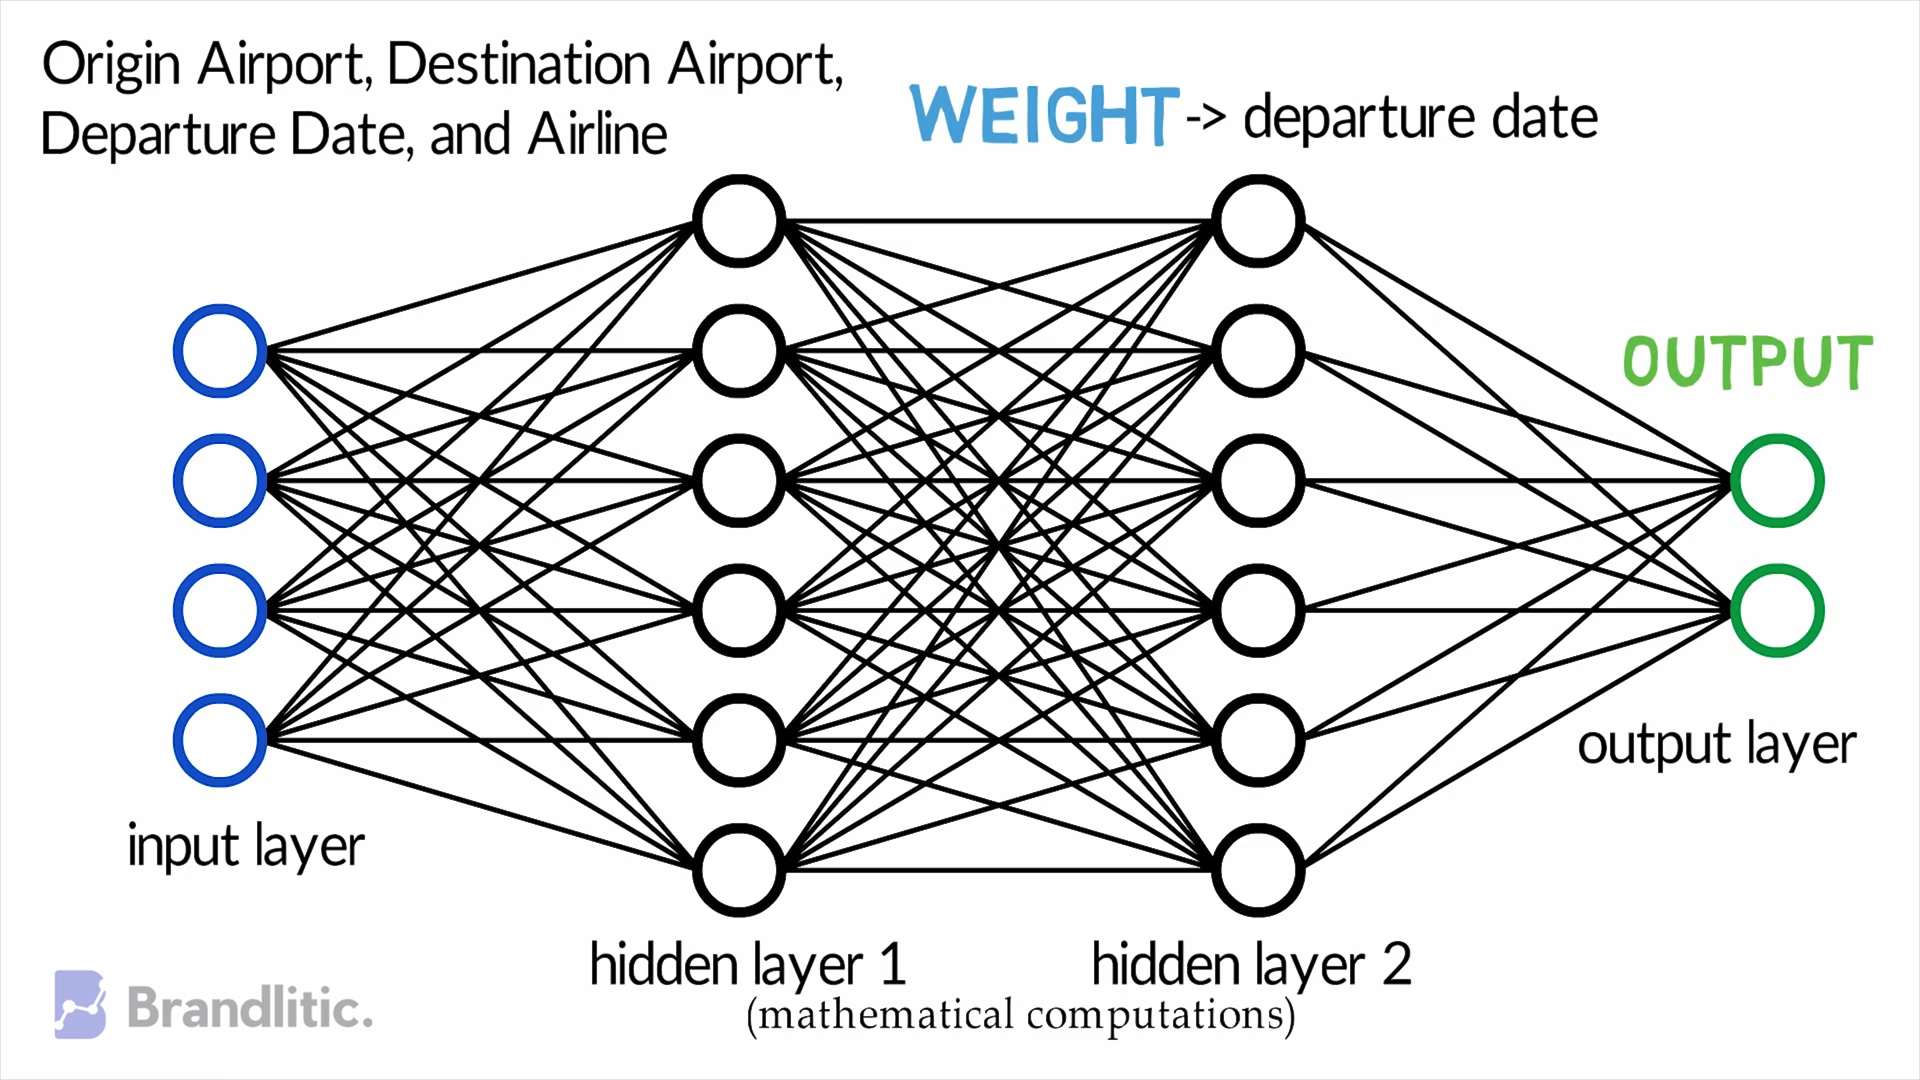 Origin Airport, Destination Airport,
Departure Date, and Airline
WEIGHT -> departure date
OUTPUT
output layer
input layer
hidden layer 1
hidden layer 2
(mathematical computations)
Brandlitic.